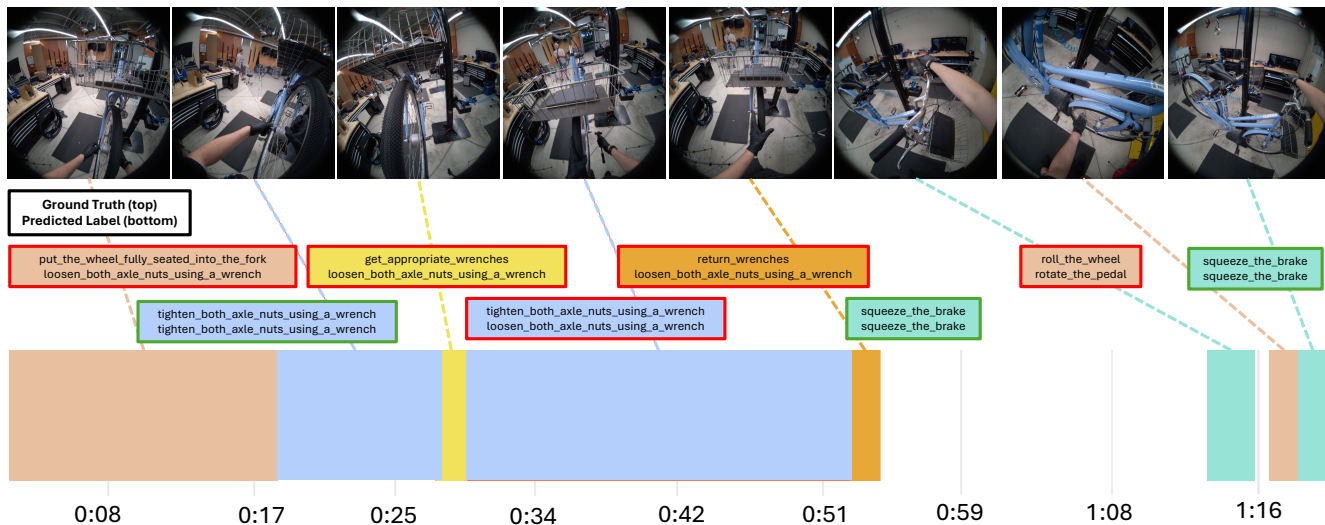 Ground Truth (top)
Predicted Label (bottom)
put_the_wheel_fully_seated_into_the_fork
loosen_both_axle_nuts_using_a_wrench
get_appropriate_wrenches
loosen_both_axle_nuts_using_a_wrench
return_wrenches
loosen_both_axle_nuts_using_a_wrench
roll_the_wheel
rotate_the_pedal
squeeze_the_brake
squeeze_the_brake
tighten_both_axle_nuts_using_a_wrench
tighten_both_axle_nuts_using_a_wrench
tighten_both_axle_nuts_using_a_wrench
loosen_both_axle_nuts_using_a_wrench
squeeze_the_brake
squeeze_the_brake
0:08
0:17
0:25
0:34
0:42
0:51
0:59
1:08
1:16